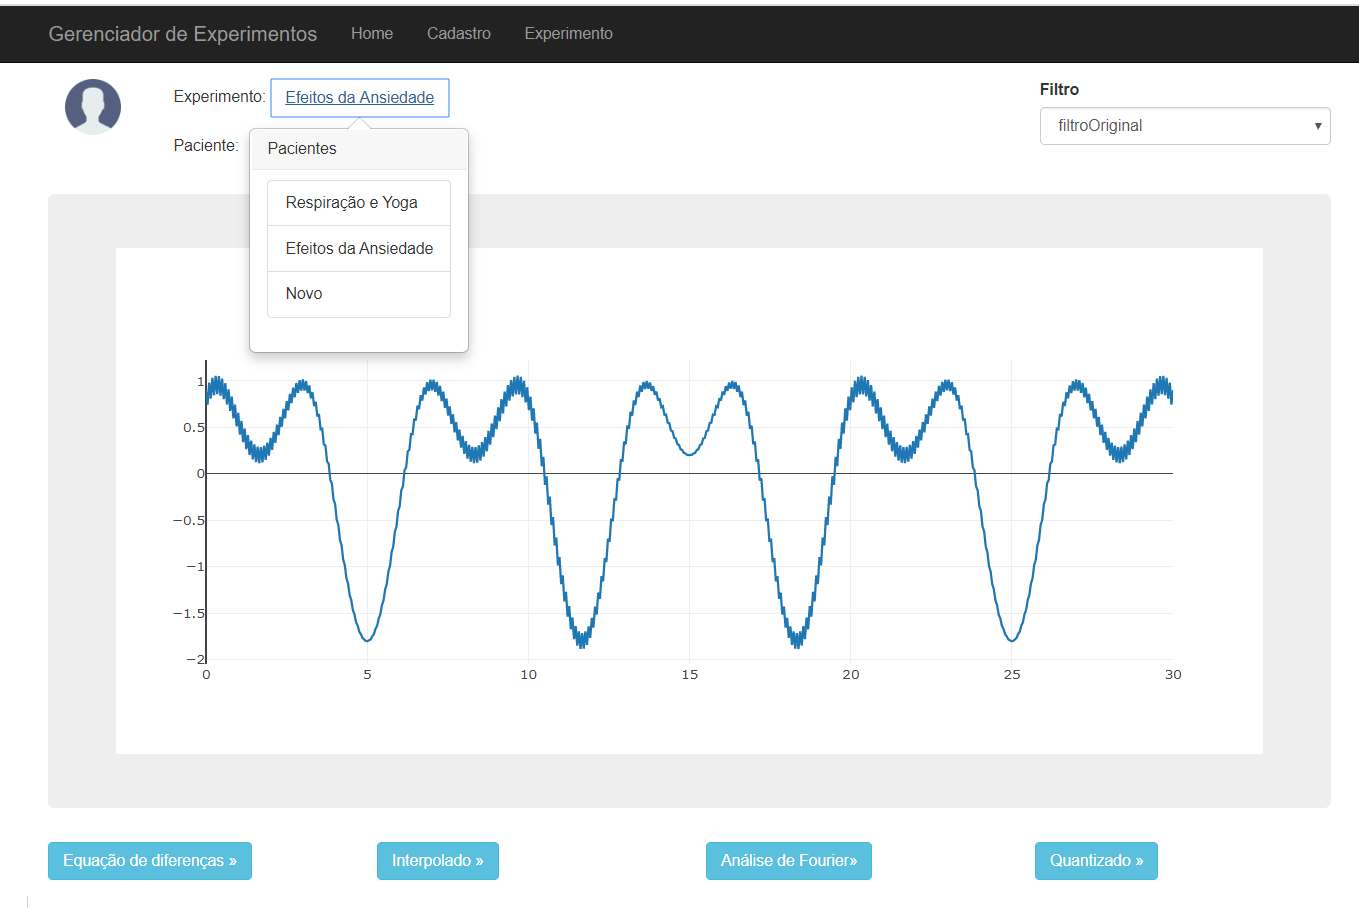 Gerenciador de Experimentos Home Cadastro Experimento
Experimento: Efeitos da Ansiedade
Paciente:
Filtro
filtroOriginal
Pacientes
Respiração e Yoga
Efeitos da Ansiedade
Novo
1
0.5
0
−0.5
−1
−1.5
−2
0 5 10 15 20 25 30
Equação de diferenças » Interpolado » Análise de Fourier» Quantizado »